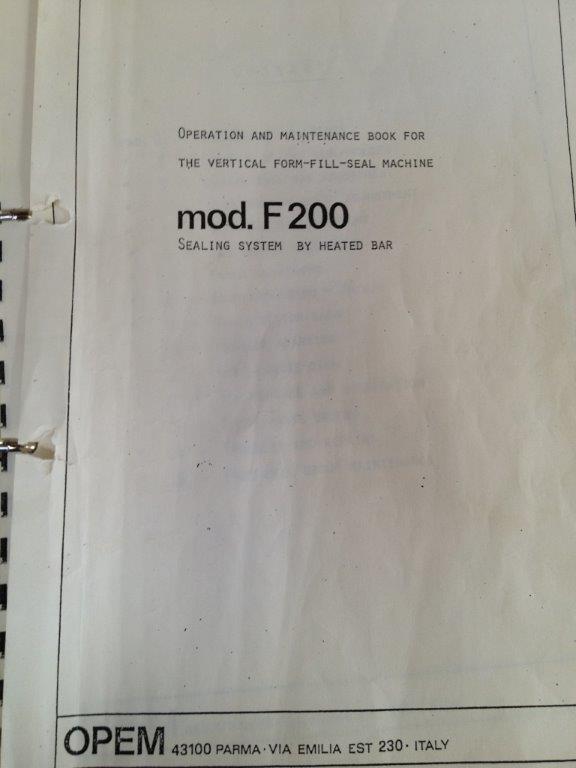 OPERATION AND MAINTENANCE BOOK FOR
THE VERTICAL FORM-FILL-SEAL MACHINE
mod. F 200
SEALING SYSTEM BY HEATED BAR
OPEM 43100 PARMA · VIA EMILIA EST 230 · ITALY